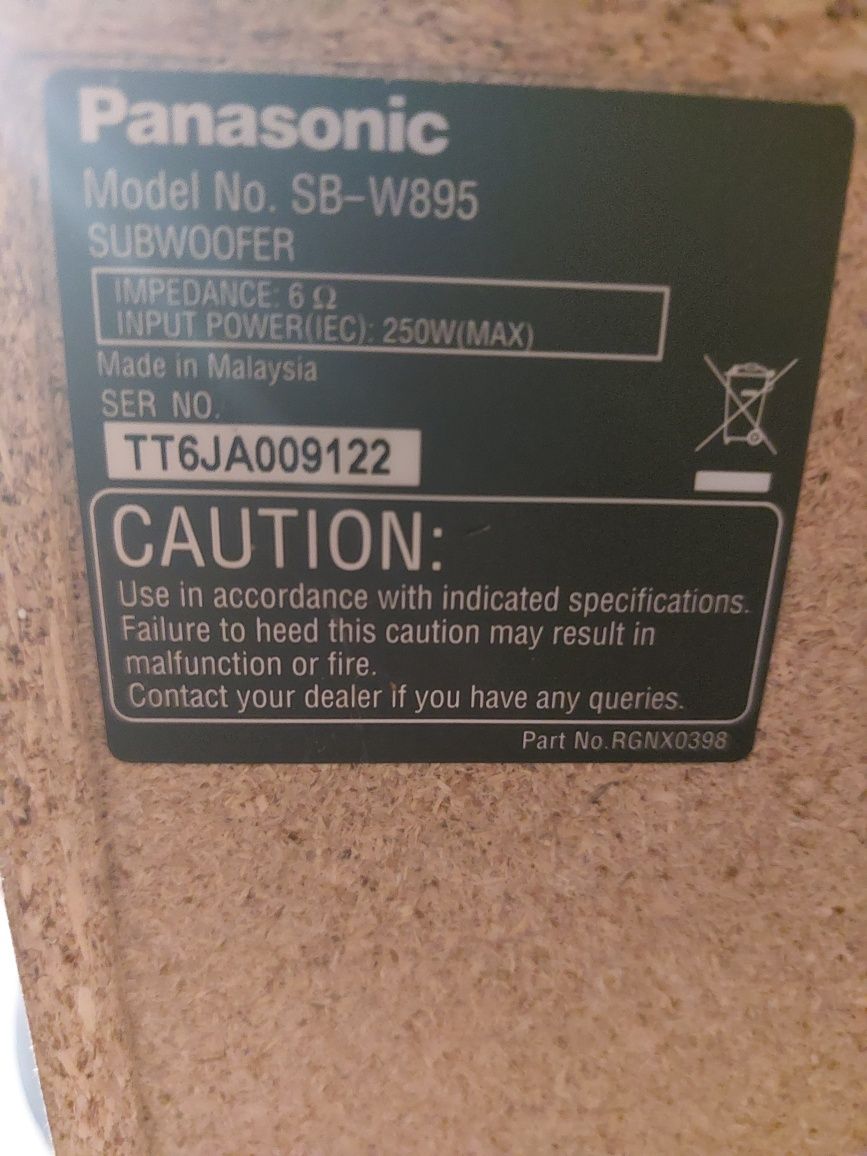 Panasonic
Model No. SB-W895
SUBWOOFER
IMPEDANCE: 6 Ω
INPUT POWER(IEC): 250W(MAX)
Made in Malaysia
SER NO.
TT6JA009122
CAUTION:
Use in accordance with indicated specifications.
Failure to heed this caution may result in
malfunction or fire.
Contact your dealer if you have any queries.
Part No.RGNX0398